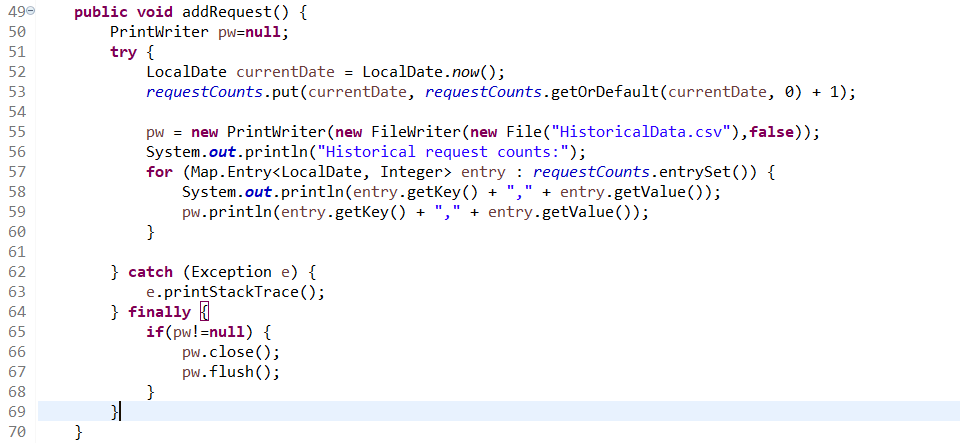 49 public void addRequest() {
50 PrintWriter pw=null;
51 try {
52 LocalDate currentDate = LocalDate.now();
53 requestCounts.put(currentDate, requestCounts.getOrDefault(currentDate, 0) + 1);
54
55 pw = new PrintWriter(new FileWriter(new File("HistoricalData.csv"),false));
56 System.out.println("Historical request counts:");
57 for (Map.Entry<LocalDate, Integer> entry : requestCounts.entrySet()) {
58 System.out.println(entry.getKey() + "," + entry.getValue());
59 pw.println(entry.getKey() + "," + entry.getValue());
60 }
61
62 } catch (Exception e) {
63 e.printStackTrace();
64 } finally {
65 if(pw!=null) {
66 pw.close();
67 pw.flush();
68 }
69 }
70 }